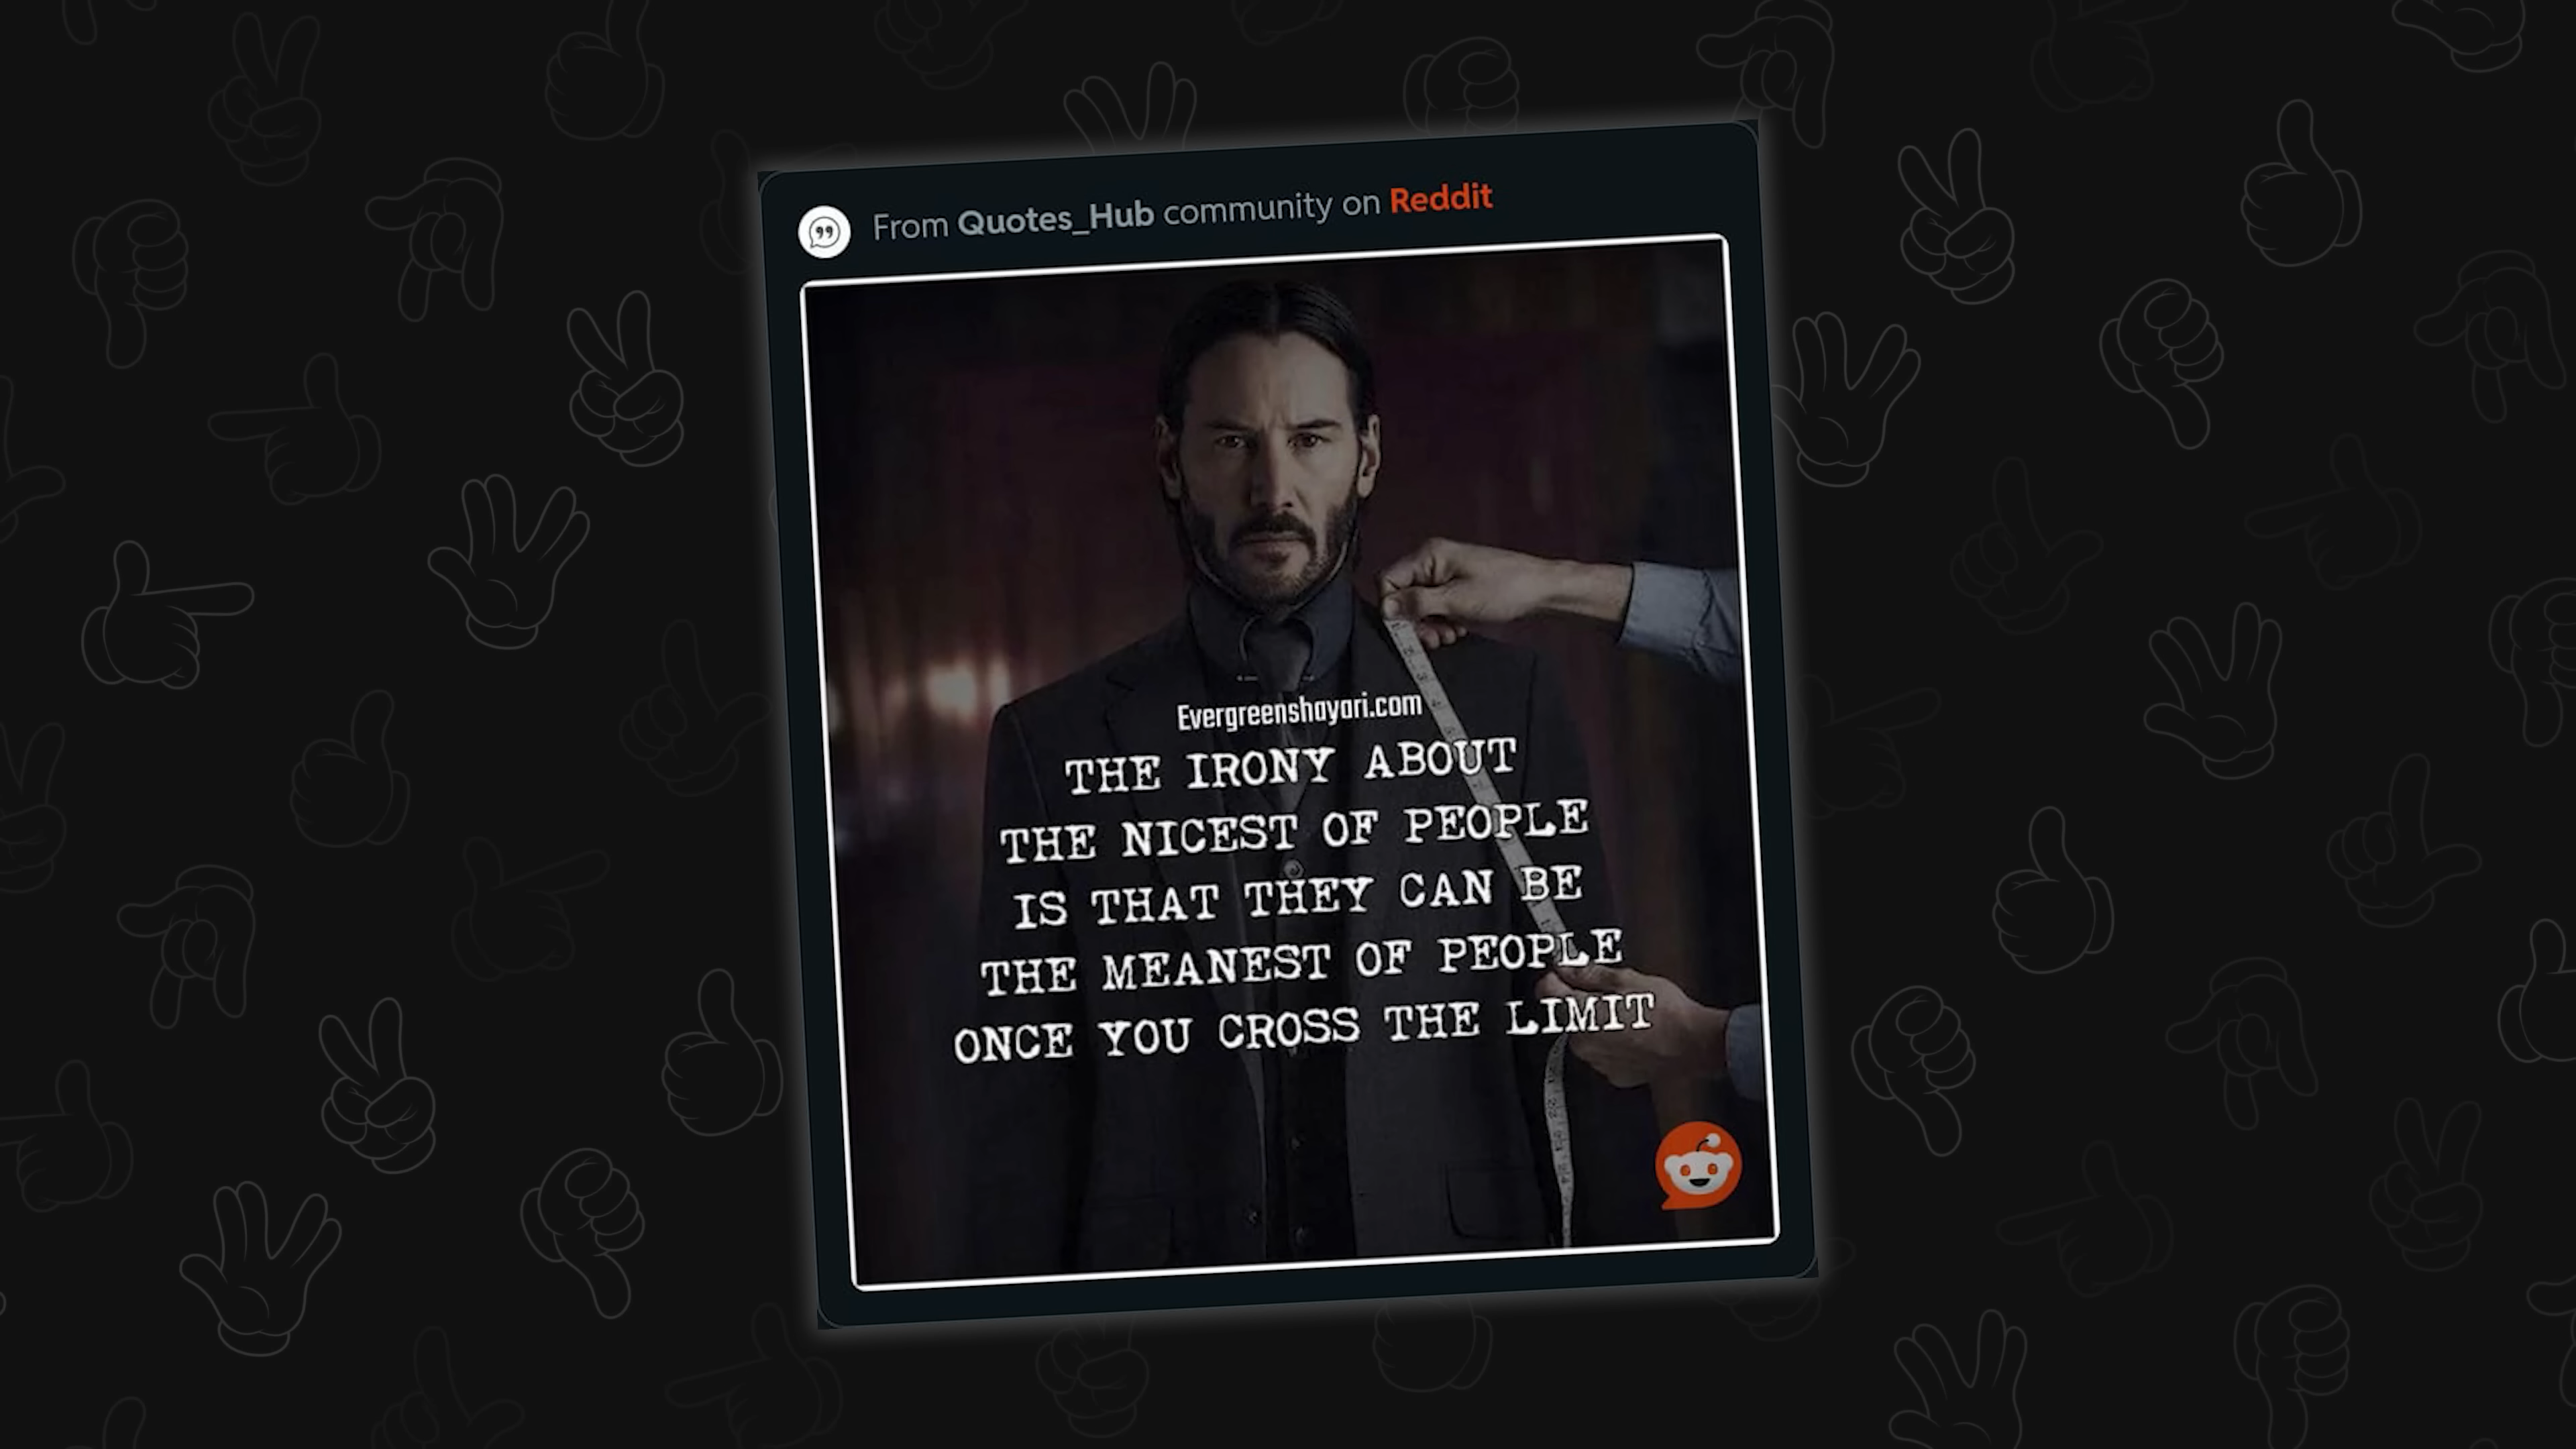 From Quotes_Hub community on Reddit
Evergreenshayari.com
THE IRONY ABOUT
THE NICEST OF PEOPLE
IS THAT THEY CAN BE
THE MEANEST OF PEOPLE
ONCE YOU CROSS THE LIMIT